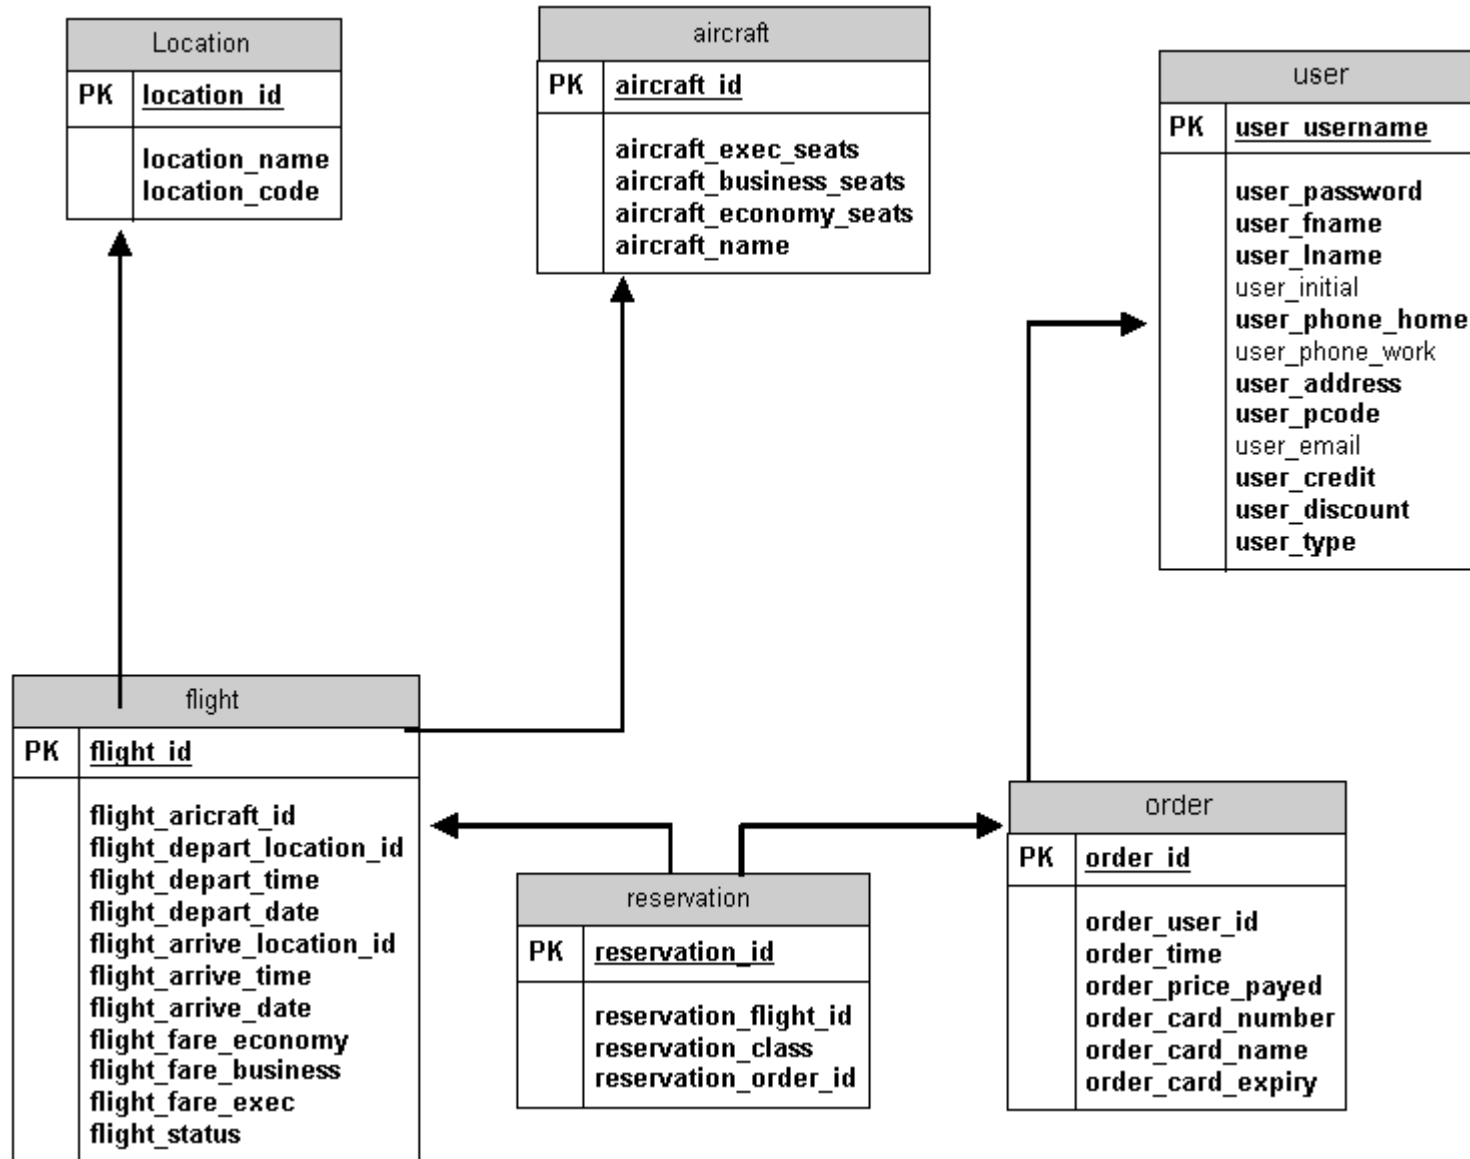 Location
PK location_id
location_name
location_code
aircraft
PK aircraft_id
aircraft_exec_seats
aircraft_business_seats
aircraft_economy_seats
aircraft_name
user
PK user_username
user_password
user_fname
user_lname
user_initial
user_phone_home
user_phone_work
user_address
user_pcode
user_email
user_credit
user_discount
user_type
flight
PK flight_id
flight_aricraft_id
flight_depart_location_id
flight_depart_time
flight_depart_date
flight_arrive_location_id
flight_arrive_time
flight_arrive_date
flight_fare_economy
flight_fare_business
flight_fare_exec
flight_status
reservation
PK reservation_id
reservation_flight_id
reservation_class
reservation_order_id
order
PK order_id
order_user_id
order_time
order_price_payed
order_card_number
order_card_name
order_card_expiry